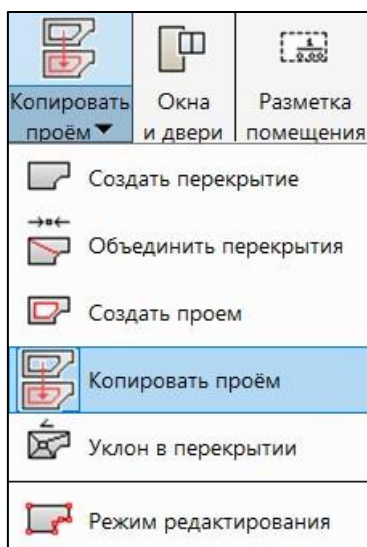 Копировать проём
Окна и двери
Разметка помещения
Создать перекрытие
Объединить перекрытия
Создать проем
Копировать проём
Уклон в перекрытии
Режим редактирования